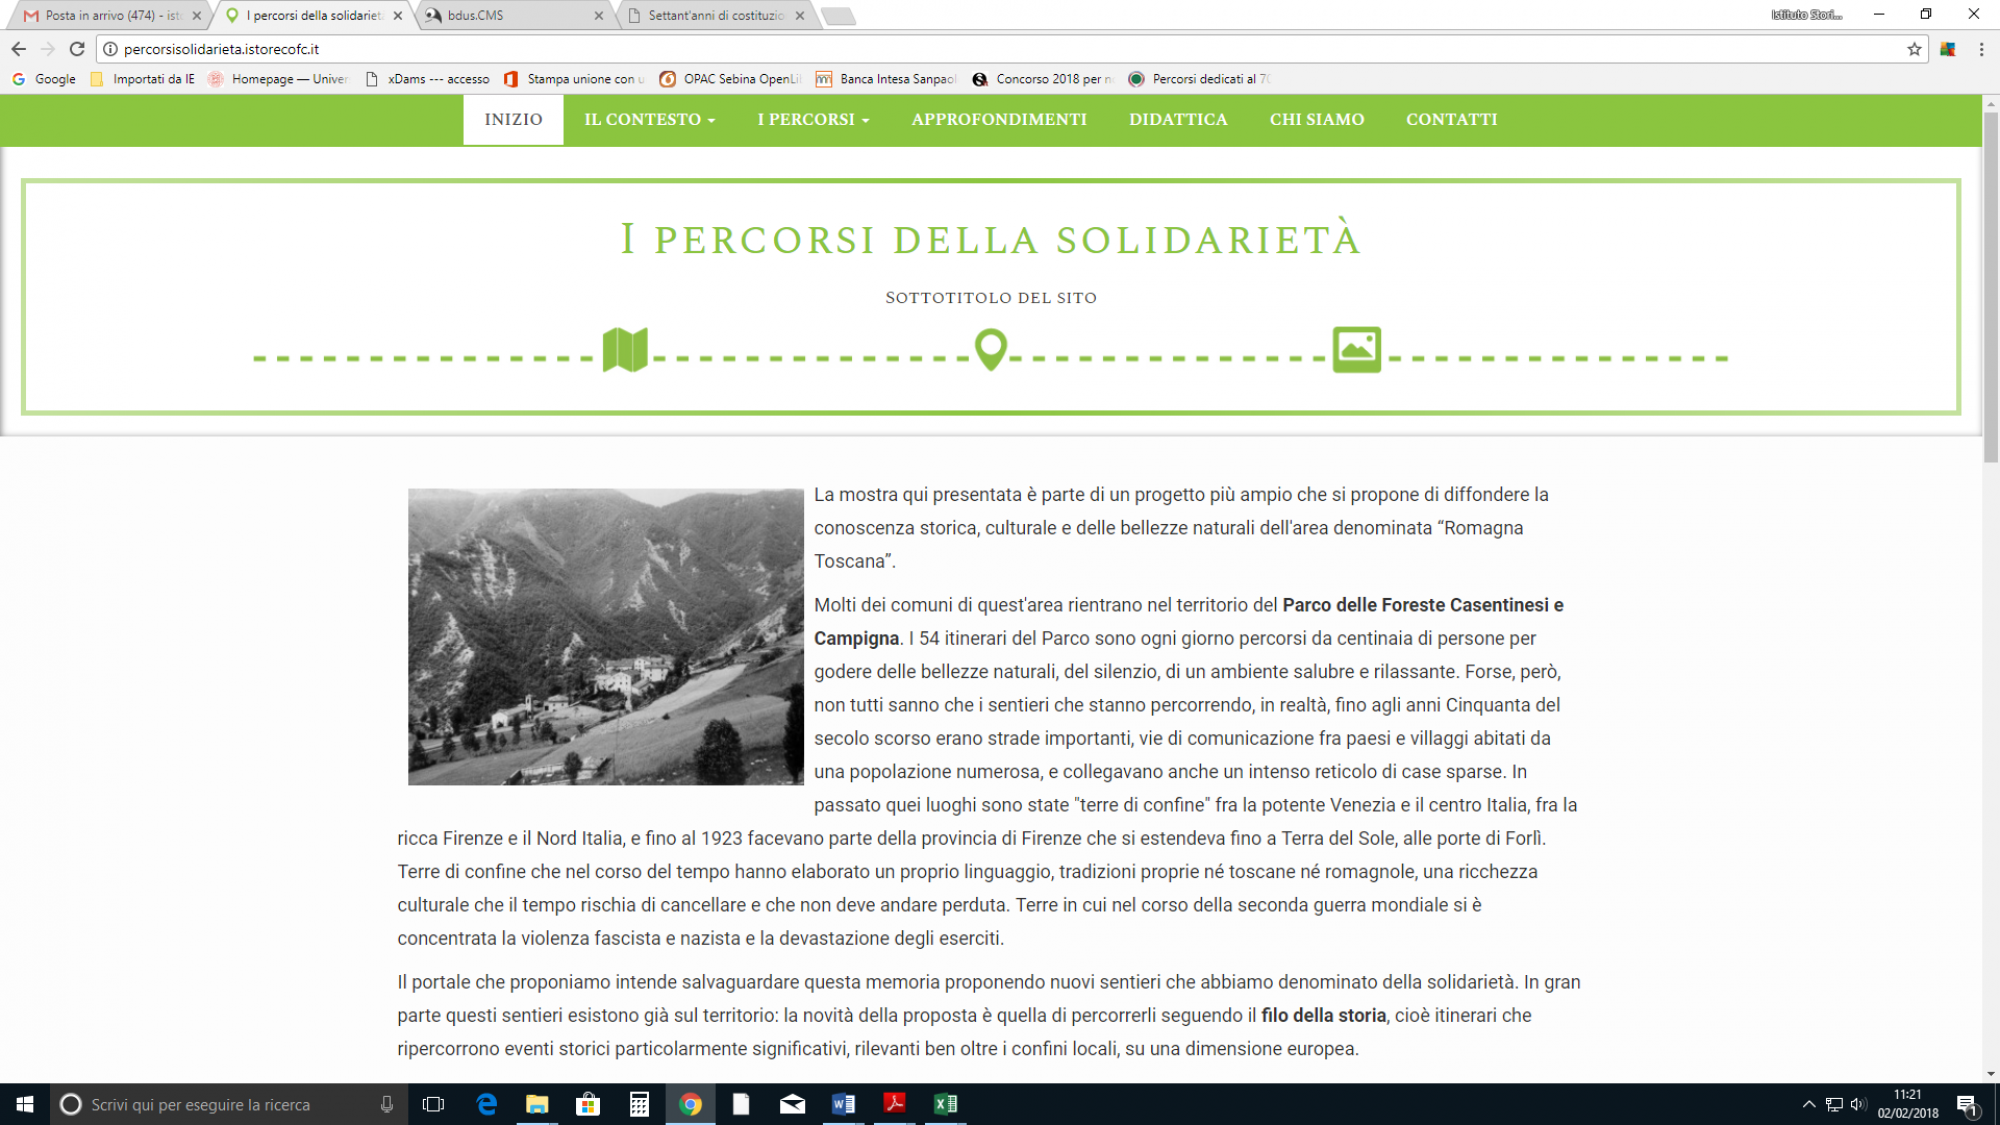 Posta in arrivo (474) - ist
I percorsi della solidarietà
bdus.CMS
Settant'anni di costituzio
Istituto Stori...
percorsisolidarieta.istorecofc.it
Google
Importati da IE
Homepage — Univer
xDams --- accesso
Stampa unione con u
OPAC Sebina OpenLi
Banca Intesa Sanpaol
Concorso 2018 per n
Percorsi dedicati al 70
INIZIO
IL CONTESTO
I PERCORSI
APPROFONDIMENTI
DIDATTICA
CHI SIAMO
CONTATTI
I PERCORSI DELLA SOLIDARIETÀ
SOTTOTITOLO DEL SITO
La mostra qui presentata è parte di un progetto più ampio che si propone di diffondere la
conoscenza storica, culturale e delle bellezze naturali dell'area denominata “Romagna
Toscana”.
Molti dei comuni di quest'area rientrano nel territorio del Parco delle Foreste Casentinesi e
Campigna. I 54 itinerari del Parco sono ogni giorno percorsi da centinaia di persone per
godere delle bellezze naturali, del silenzio, di un ambiente salubre e rilassante. Forse, però,
non tutti sanno che i sentieri che stanno percorrendo, in realtà, fino agli anni Cinquanta del
secolo scorso erano strade importanti, vie di comunicazione fra paesi e villaggi abitati da
una popolazione numerosa, e collegavano anche un intenso reticolo di case sparse. In
passato quei luoghi sono state "terre di confine" fra la potente Venezia e il centro Italia, fra la
ricca Firenze e il Nord Italia, e fino al 1923 facevano parte della provincia di Firenze che si estendeva fino a Terra del Sole, alle porte di Forlì.
Terre di confine che nel corso del tempo hanno elaborato un proprio linguaggio, tradizioni proprie né toscane né romagnole, una ricchezza
culturale che il tempo rischia di cancellare e che non deve andare perduta. Terre in cui nel corso della seconda guerra mondiale si è
concentrata la violenza fascista e nazista e la devastazione degli eserciti.
Il portale che proponiamo intende salvaguardare questa memoria proponendo nuovi sentieri che abbiamo denominato della solidarietà. In gran
parte questi sentieri esistono già sul territorio: la novità della proposta è quella di percorrerli seguendo il filo della storia, cioè itinerari che
ripercorrono eventi storici particolarmente significativi, rilevanti ben oltre i confini locali, su una dimensione europea.
Scrivi qui per eseguire la ricerca
11:21
02/02/2018
1